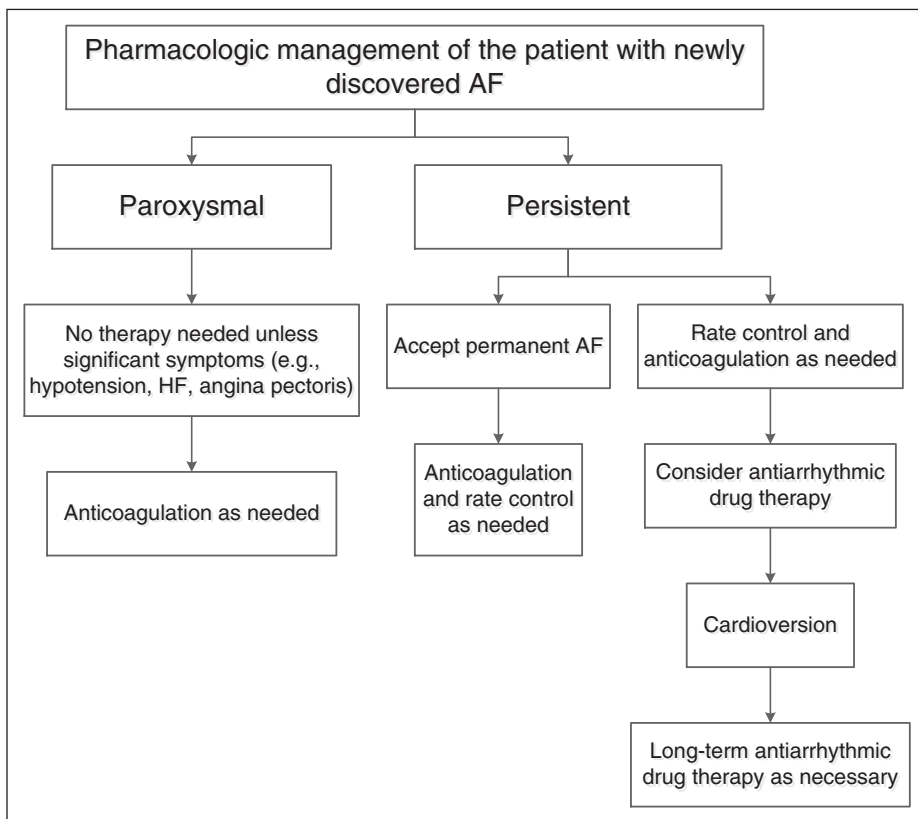 Pharmacologic management of the patient with newly
discovered AF
Paroxysmal
Persistent
No therapy needed unless
significant symptoms (e.g.,
hypotension, HF, angina pectoris)
Accept permanent AF
Rate control and
anticoagulation as needed
Anticoagulation as needed
Anticoagulation
and rate control
as needed
Consider antiarrhythmic
drug therapy
Cardioversion
Long-term antiarrhythmic
drug therapy as necessary